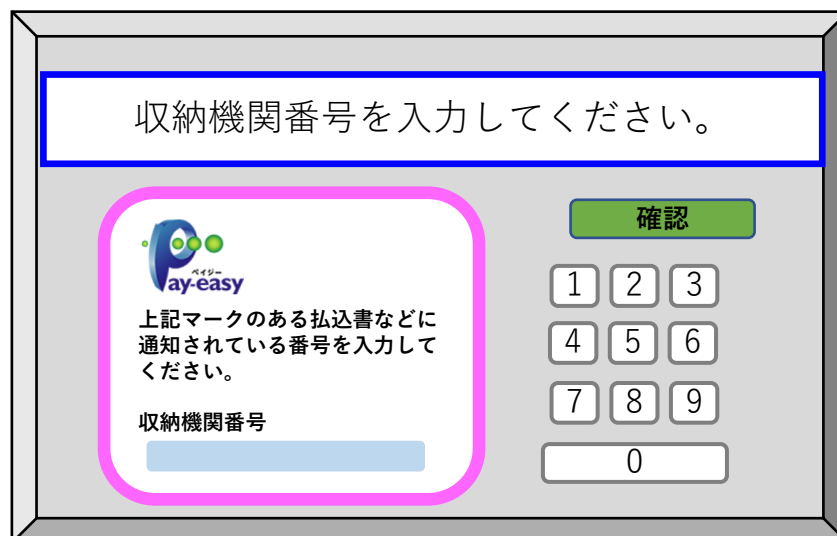 収納機関番号を入力してください。
ペイジー
Pay-easy
上記マークのある払込書などに
通知されている番号を入力して
ください。
収納機関番号
確認
1 2 3
4 5 6
7 8 9
0